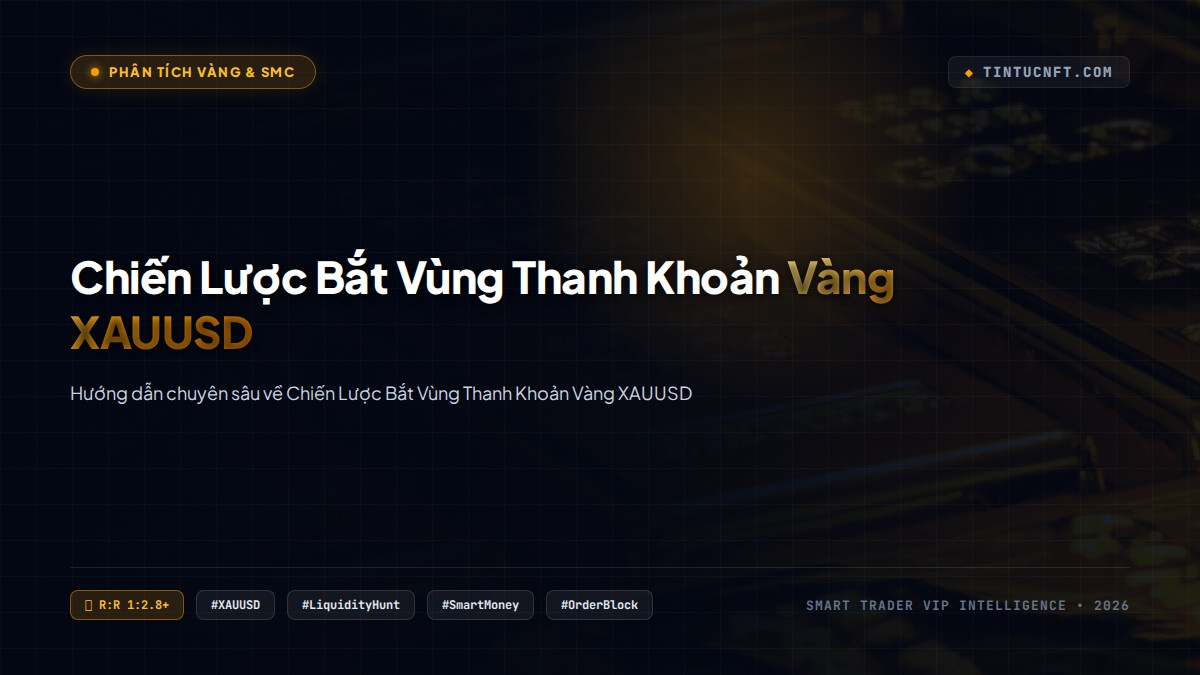 PHÂN TÍCH VÀNG & SMC
TINTUCNFT.COM
Chiến Lược Bắt Vùng Thanh Khoản Vàng
XAUUSD
Hướng dẫn chuyên sâu về Chiến Lược Bắt Vùng Thanh Khoản Vàng XAUUSD
R:R 1:2.8+
#XAUUSD
#LiquidityHunt
#SmartMoney
#OrderBlock
SMART TRADER VIP INTELLIGENCE • 2026